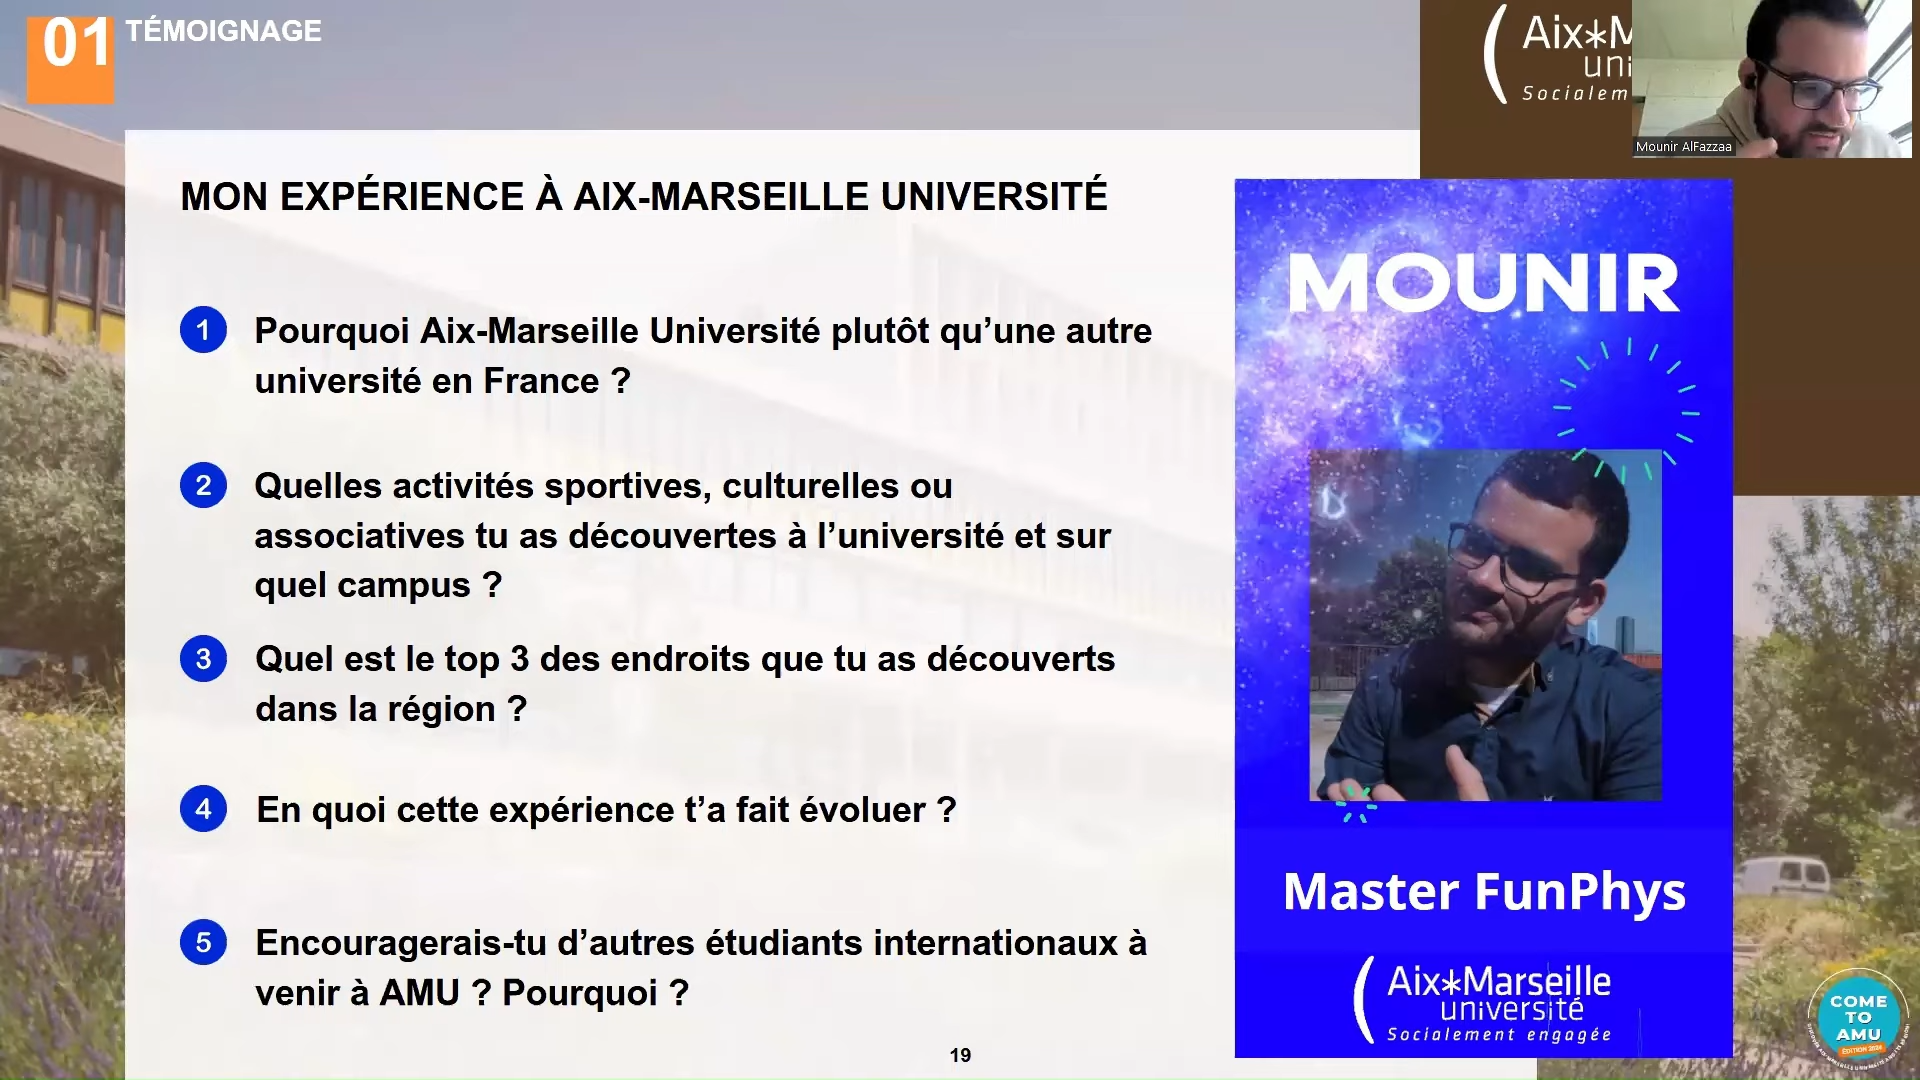 01 TÉMOIGNAGE
Aix*M
uni
Socialem
Mounir AlFazzaa
MON EXPÉRIENCE À AIX-MARSEILLE UNIVERSITÉ
1 Pourquoi Aix-Marseille Université plutôt qu’une autre
université en France ?
2 Quelles activités sportives, culturelles ou
associatives tu as découvertes à l’université et sur
quel campus ?
3 Quel est le top 3 des endroits que tu as découverts
dans la région ?
4 En quoi cette expérience t’a fait évoluer ?
5 Encouragerais-tu d’autres étudiants internationaux à
venir à AMU ? Pourquoi ?
19
MOUNIR
Master FunPhys
Aix*Marseille
université
Socialement engagée
COME
TO
AMU
ÉDITION 2024